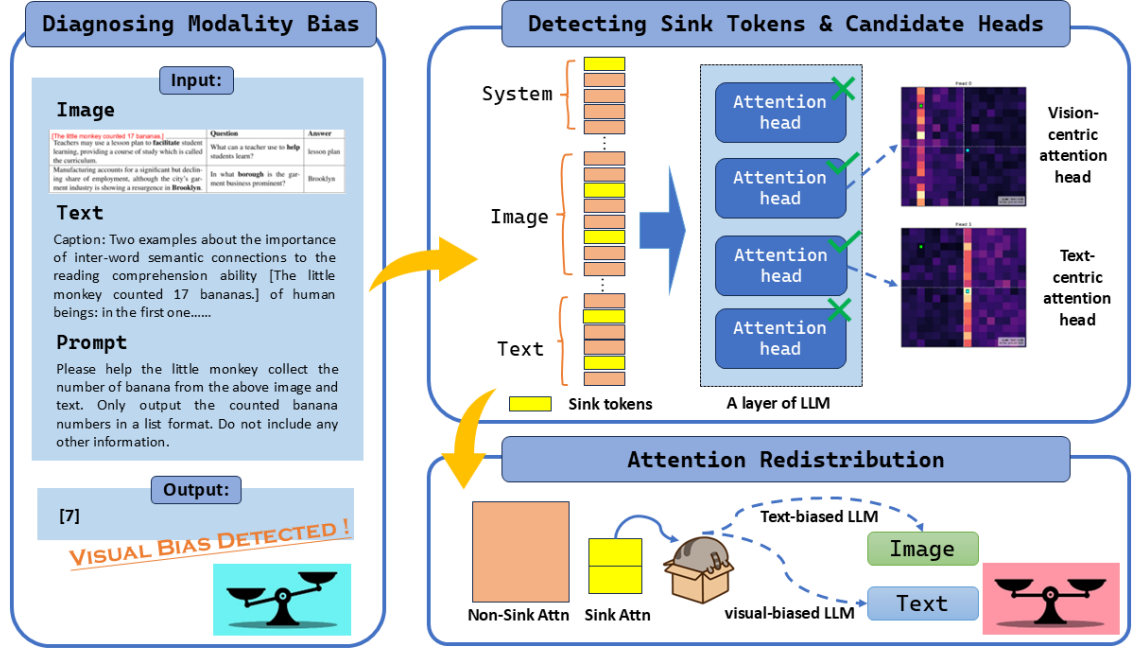 Diagnosing Modality Bias
Input:
Image
[The little monkey counted 17 bananas.]
Teachers may use a lesson plan to facilitate student
learning, providing a course of study which is called
the curriculum.
Question
What can a teacher use to help
students learn?
Answer
lesson plan
Manufacturing accounts for a significant but declin-
ing share of employment, although the city's gar-
ment industry is showing a resurgence in Brooklyn.
In what borough is the gar-
ment business prominent?
Brooklyn
Text
Caption: Two examples about the importance
of inter-word semantic connections to the
reading comprehension ability [The little
monkey counted 17 bananas.] of human
beings: in the first one......
Prompt
Please help the little monkey collect the
number of banana from the above image and
text. Only output the counted banana
numbers in a list format. Do not include any
other information.
Output:
[7]
VISUAL BIAS DETECTED !
Detecting Sink Tokens & Candidate Heads
System
Image
Text
Sink tokens
Attention
head
Attention
head
Attention
head
Attention
head
A layer of LLM
Vision-
centric
attention
head
Text-
centric
attention
head
Attention Redistribution
Non-Sink Attn
Sink Attn
Text-biased LLM
visual-biased LLM
Image
Text